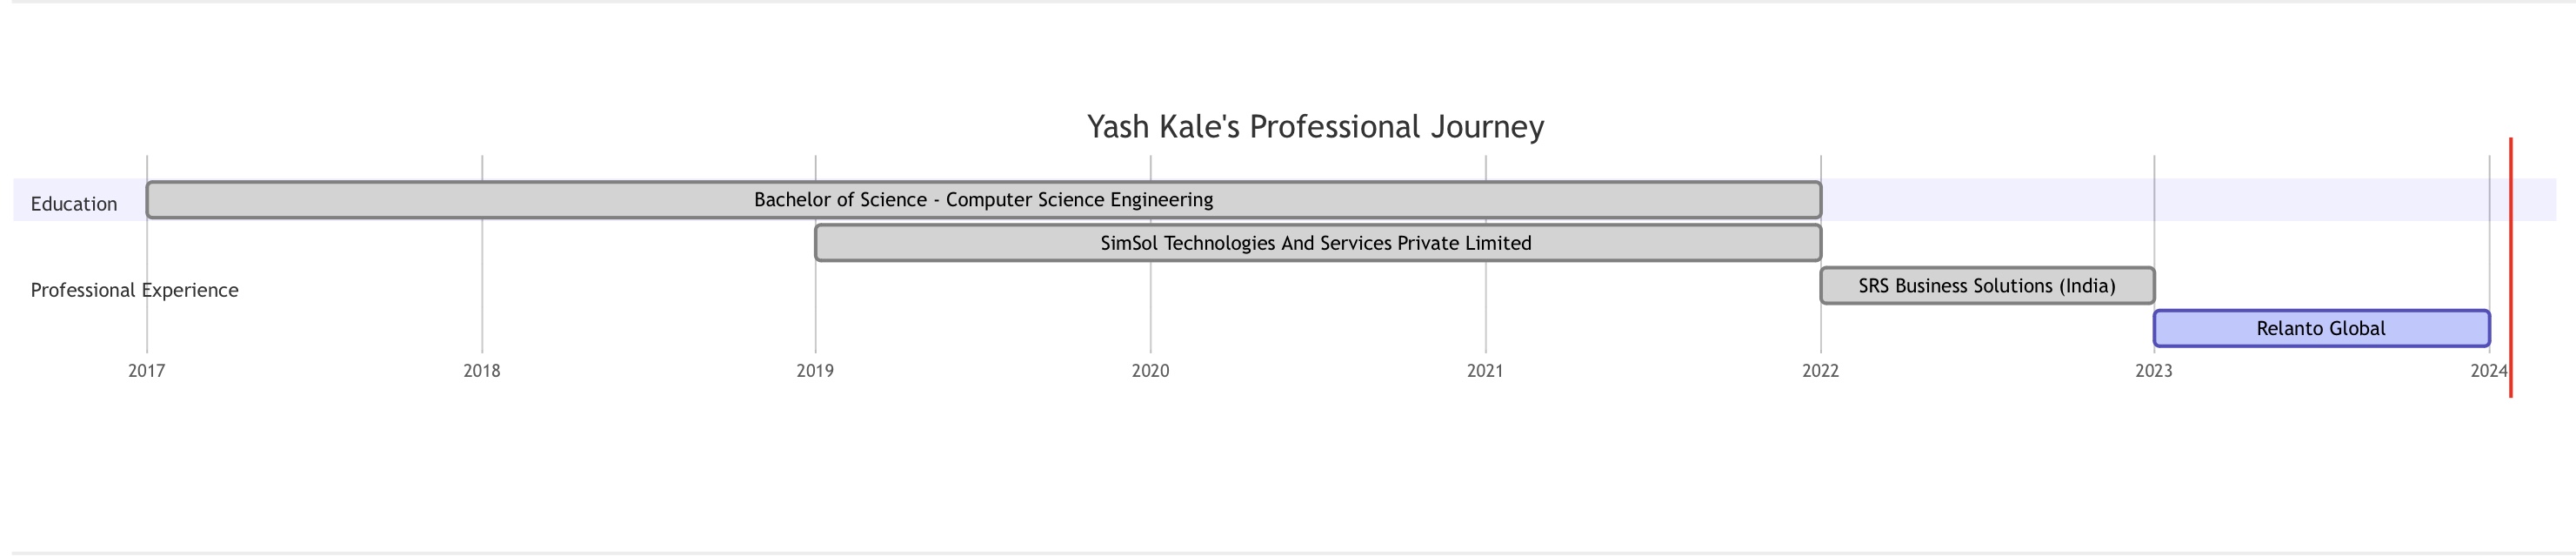 Yash Kale's Professional Journey
Education
Bachelor of Science - Computer Science Engineering
SimSol Technologies And Services Private Limited
Professional Experience
SRS Business Solutions (India)
Relanto Global
2017 2018 2019 2020 2021 2022 2023 2024